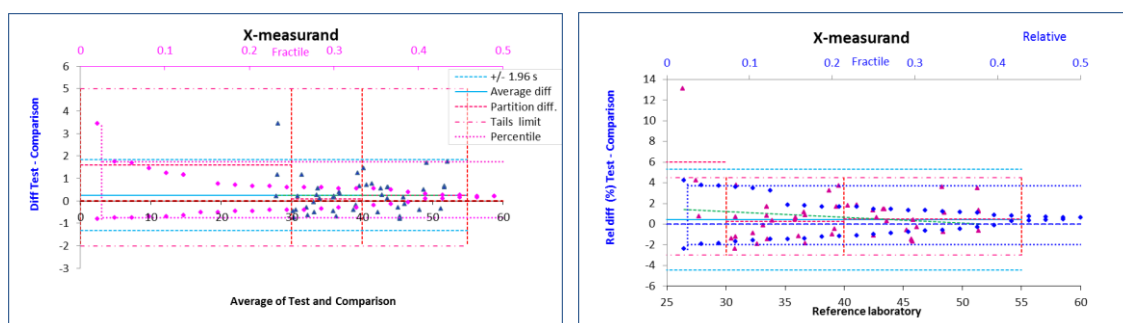 X-measurand
0 0.1 0.2 0.3 0.4 0.5
Fractile
6
5
4
3
2
1
0
-1
-2
-3
0 10 20 30 40 50 60
Diff Test - Comparison
Average of Test and Comparison
+/- 1.96 s
Average diff
Partition diff.
Tails limit
Percentile
X-measurand
Relative
0 0.1 0.2 0.3 0.4 0.5
Fractile
14
12
10
8
6
4
2
0
-2
-4
-6
25 30 35 40 45 50 55 60
Rel diff (%) Test - Comparison
Reference laboratory